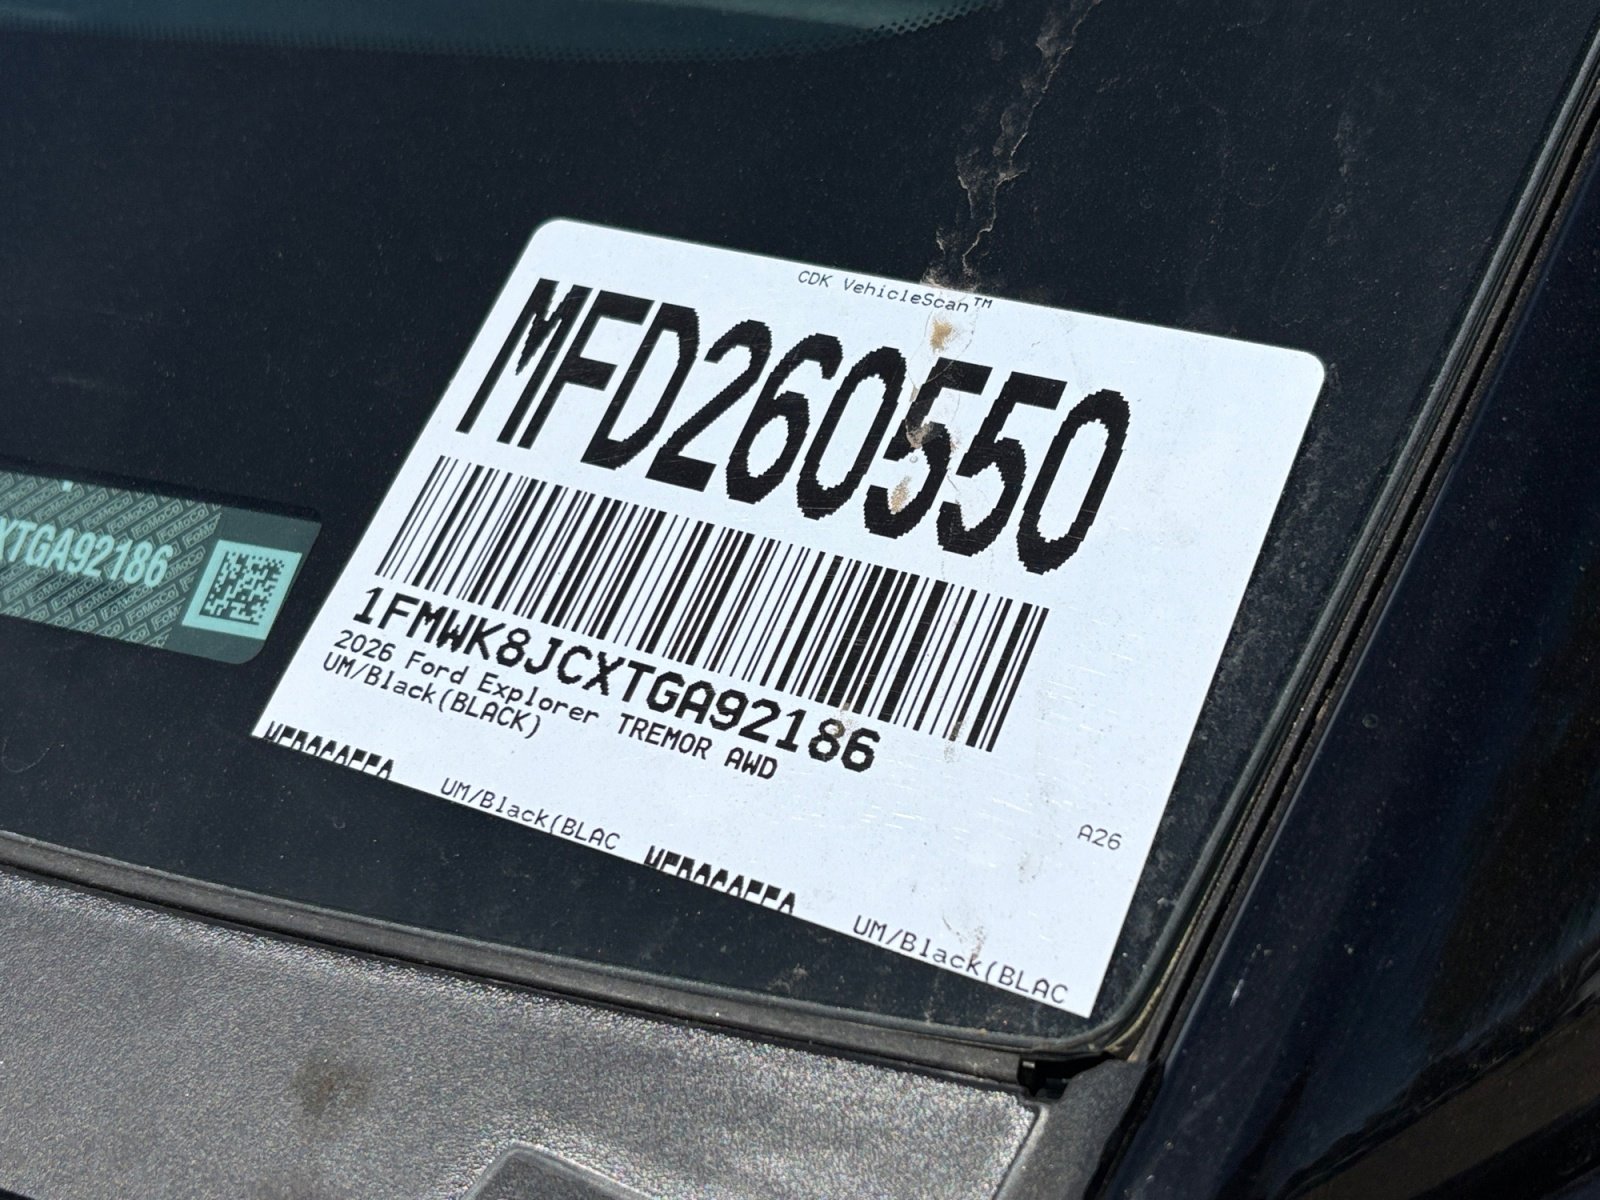 CDK VehicleScan™
MFD260550
XTGA92186
1FMWK8JCXTGA92186
2026 Ford Explorer TREMOR AWD
UM/Black(BLACK)
A26
UM/Black(BLAC
UM/Black(BLAC